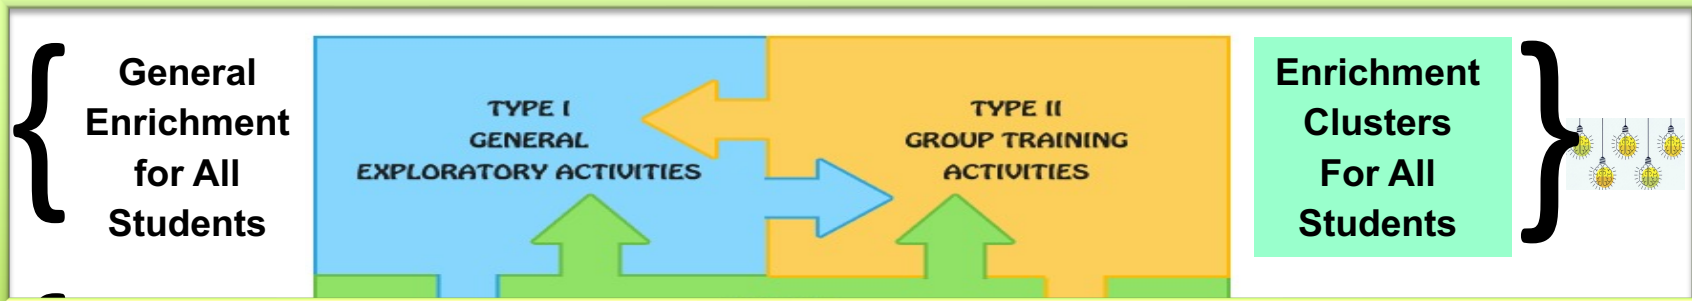 General
Enrichment
for All
Students
TYPE I
GENERAL
EXPLORATORY ACTIVITIES
TYPE II
GROUP TRAINING
ACTIVITIES
Enrichment
Clusters
For All
Students